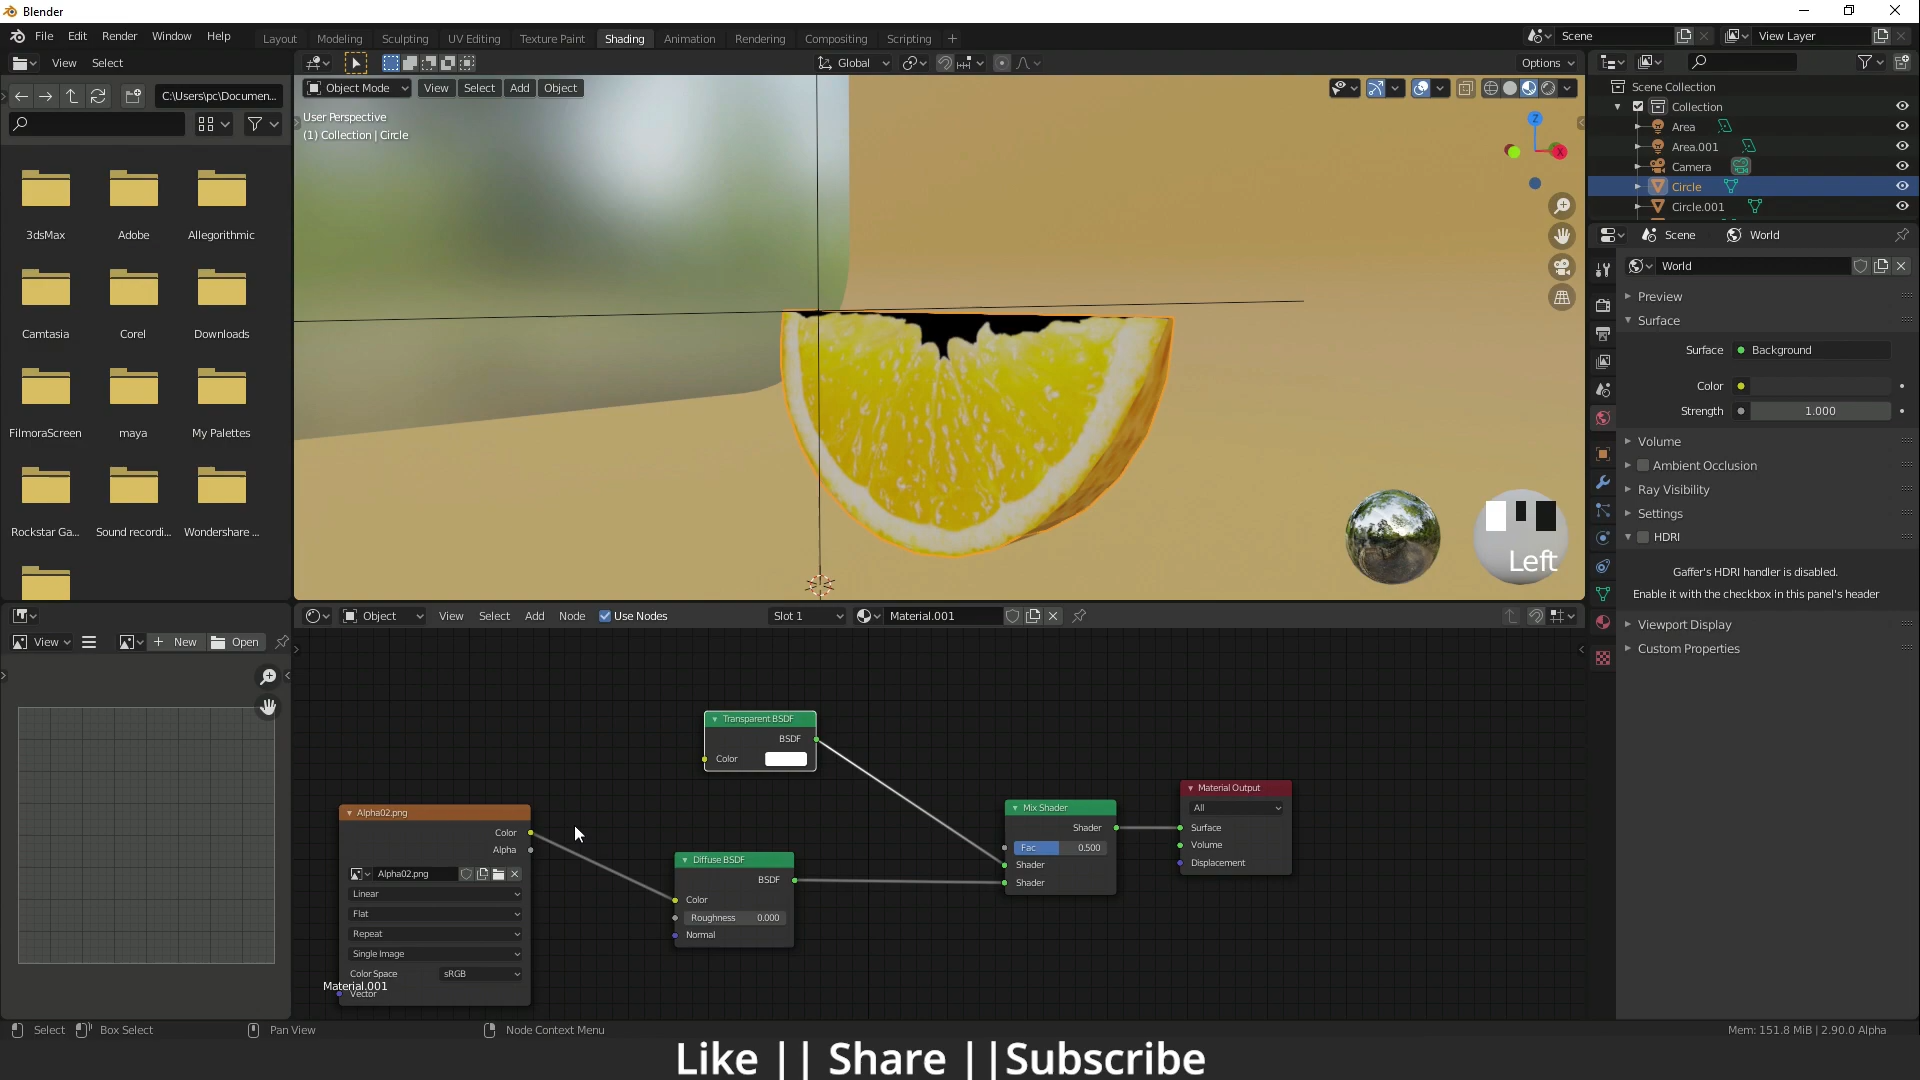 Blender
File Edit Render Window Help
Layout Modeling Sculpting UV Editing Texture Paint Shading Animation Rendering Compositing Scripting +
Scene
View Layer
View Select
Global
Options
C:\Users\pc\Documen...
Object Mode View Select Add Object
User Perspective
(1) Collection | Circle
Z
X
3dsMax Adobe Allegorithmic
Camtasia Corel Downloads
FilmoraScreen maya My Palettes
Rockstar Ga... Sound recordi... Wondershare ...
Scene Collection
Collection
Area
Area.001
Camera
Circle
Circle.001
Scene World
World
Preview
Surface
Surface Background
Color
Strength 1.000
Volume
Ambient Occlusion
Ray Visibility
Settings
HDRI
Gaffer's HDRI handler is disabled.
Enable it with the checkbox in this panel's header
Viewport Display
Custom Properties
Left
View + New Open
Object View Select Add Node Use Nodes Slot 1 Material.001
Transparent BSDF
BSDF
Color
Alpha02.png
Color
Alpha
Alpha02.png
Linear
Flat
Repeat
Single Image
Color Space sRGB
Vector
Material.001
Diffuse BSDF
BSDF
Color
Roughness 0.000
Normal
Mix Shader
Shader
Fac 0.500
Shader
Shader
Material Output
All
Surface
Volume
Displacement
Select Box Select Pan View Node Context Menu
Mem: 151.8 MiB | 2.90.0 Alpha
Like || Share ||Subscribe